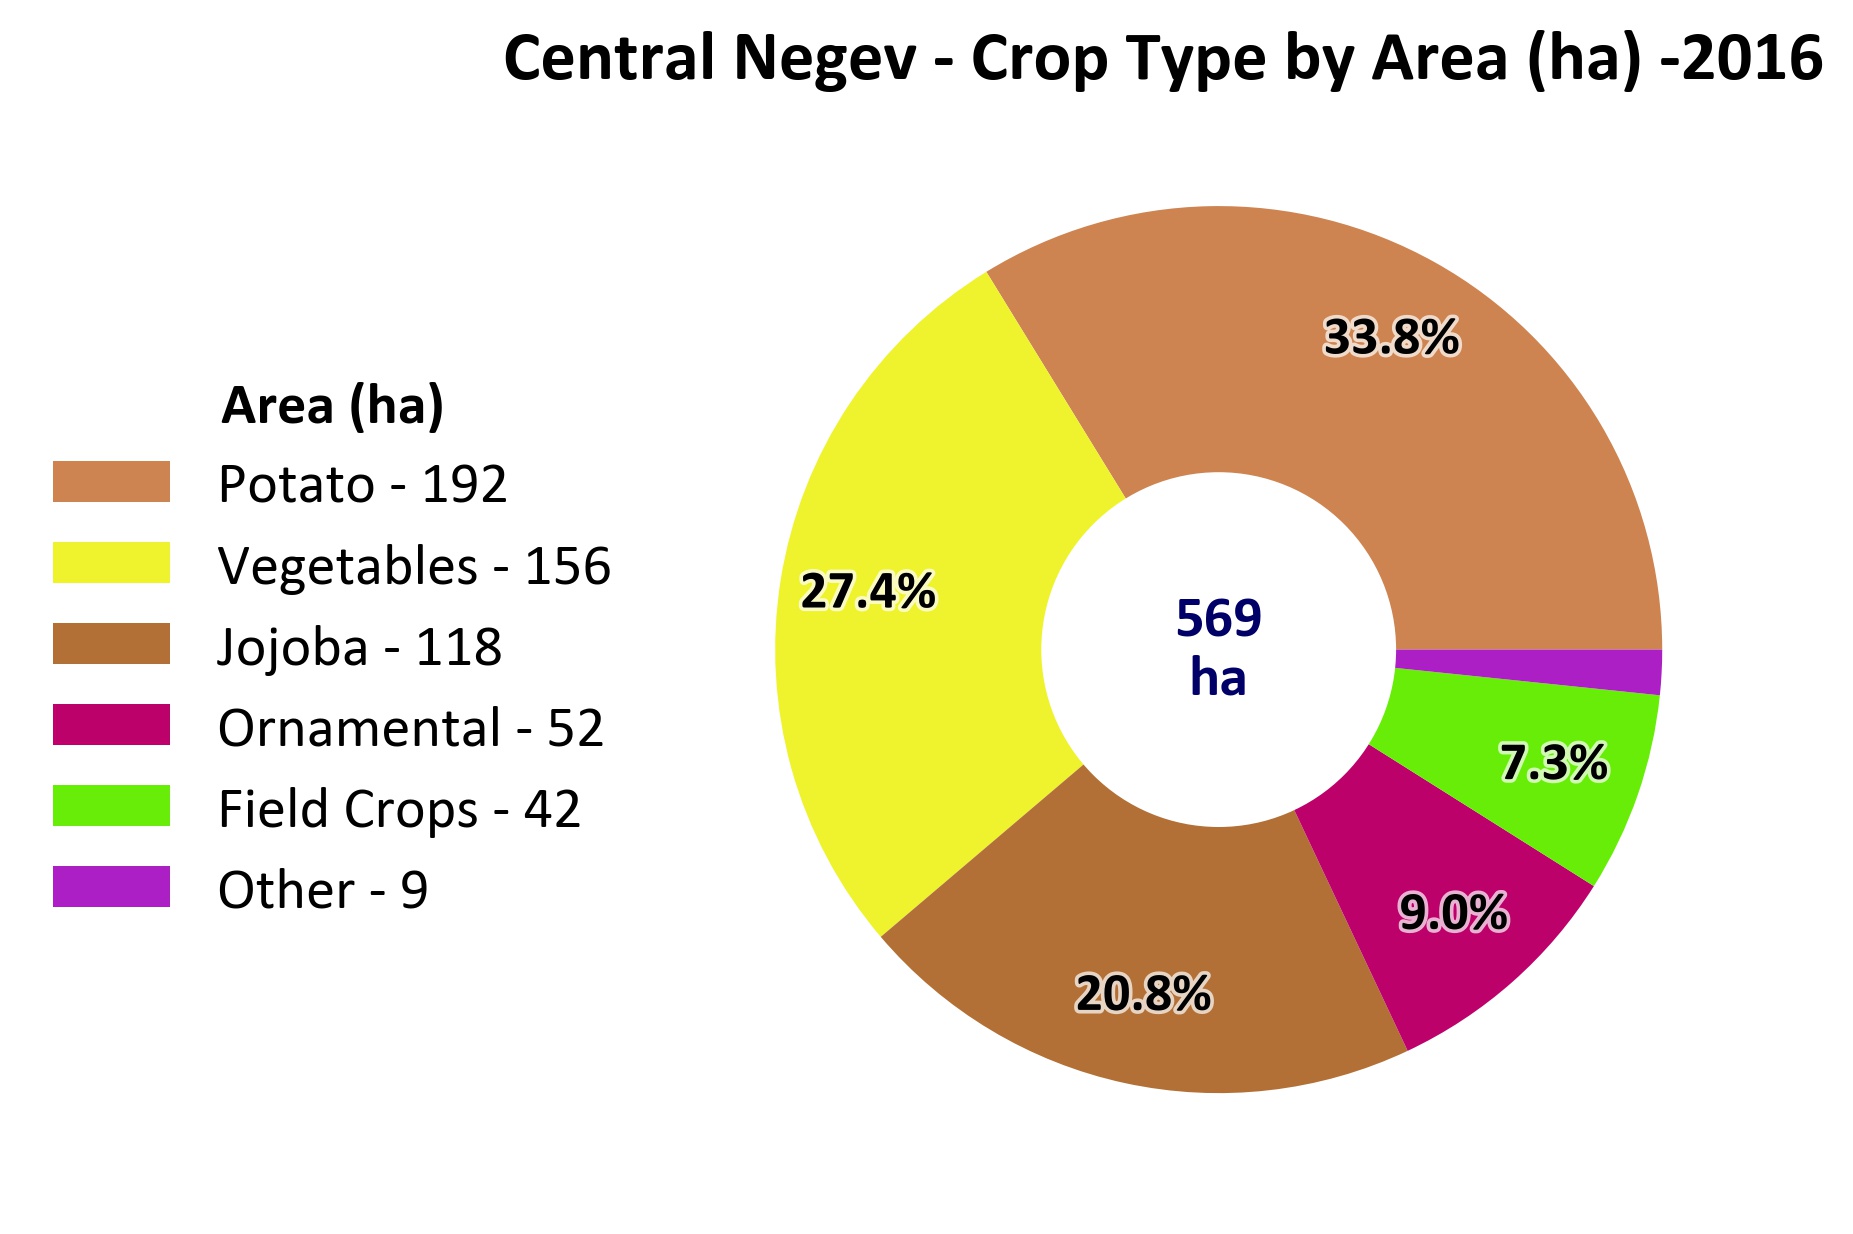 Central Negev - Crop Type by Area (ha) -2016
Area (ha)
Potato - 192
Vegetables - 156
Jojoba - 118
Ornamental - 52
Field Crops - 42
Other - 9
33.8%
27.4%
20.8%
9.0%
7.3%
569
ha